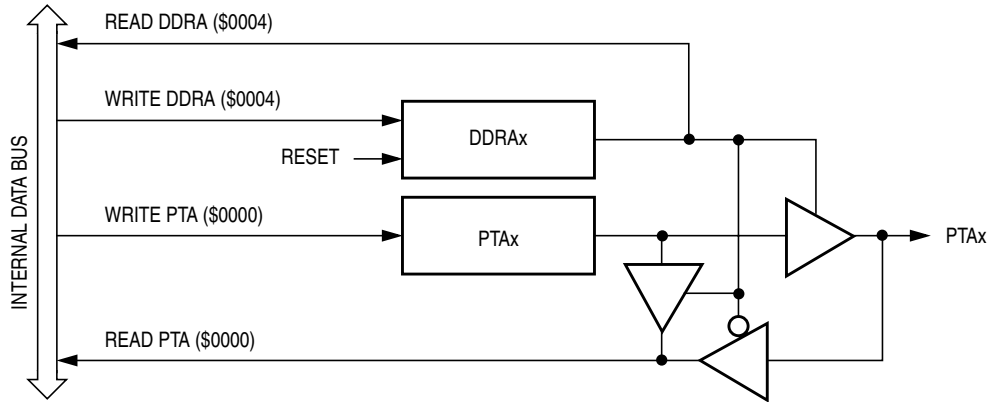 READ DDRA ($0004)
WRITE DDRA ($0004)
RESET
DDRAx
INTERNAL DATA BUS
WRITE PTA ($0000)
PTAx
PTAx
READ PTA ($0000)